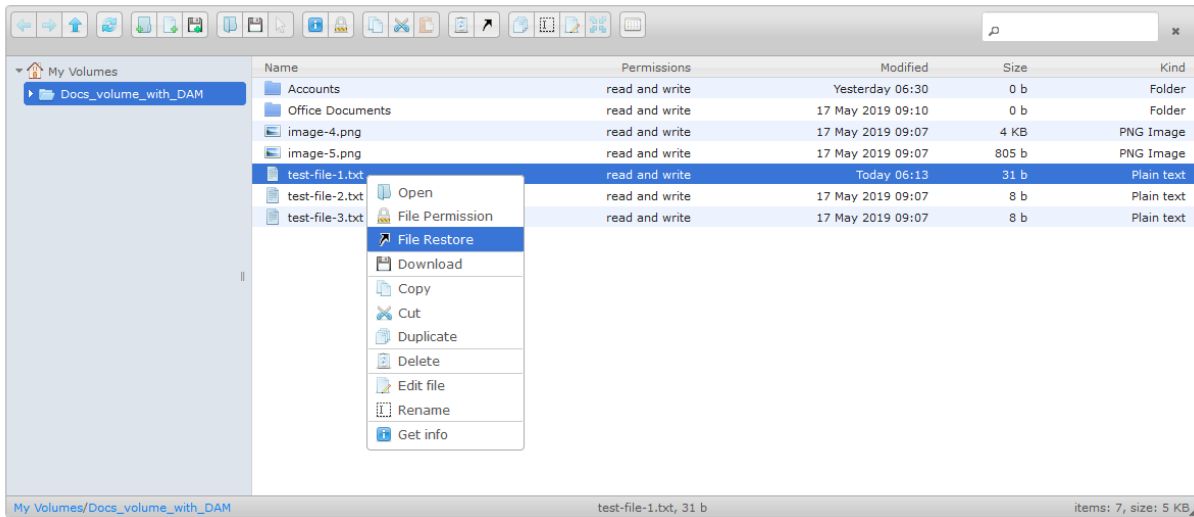 My Volumes
Docs_volume_with_DAM
Name Permissions Modified Size Kind
Accounts read and write Yesterday 06:30 0 b Folder
Office Documents read and write 17 May 2019 09:10 0 b Folder
image-4.png read and write 17 May 2019 09:07 4 KB PNG Image
image-5.png read and write 17 May 2019 09:07 805 b PNG Image
test-file-1.txt read and write Today 06:13 31 b Plain text
test-file-2.txt read and write 17 May 2019 09:07 8 b Plain text
test-file-3.txt read and write 17 May 2019 09:07 8 b Plain text
Open
File Permission
File Restore
Download
Copy
Cut
Duplicate
Delete
Edit file
Rename
Get info
My Volumes/Docs_volume_with_DAM test-file-1.txt, 31 b items: 7, size: 5 KB